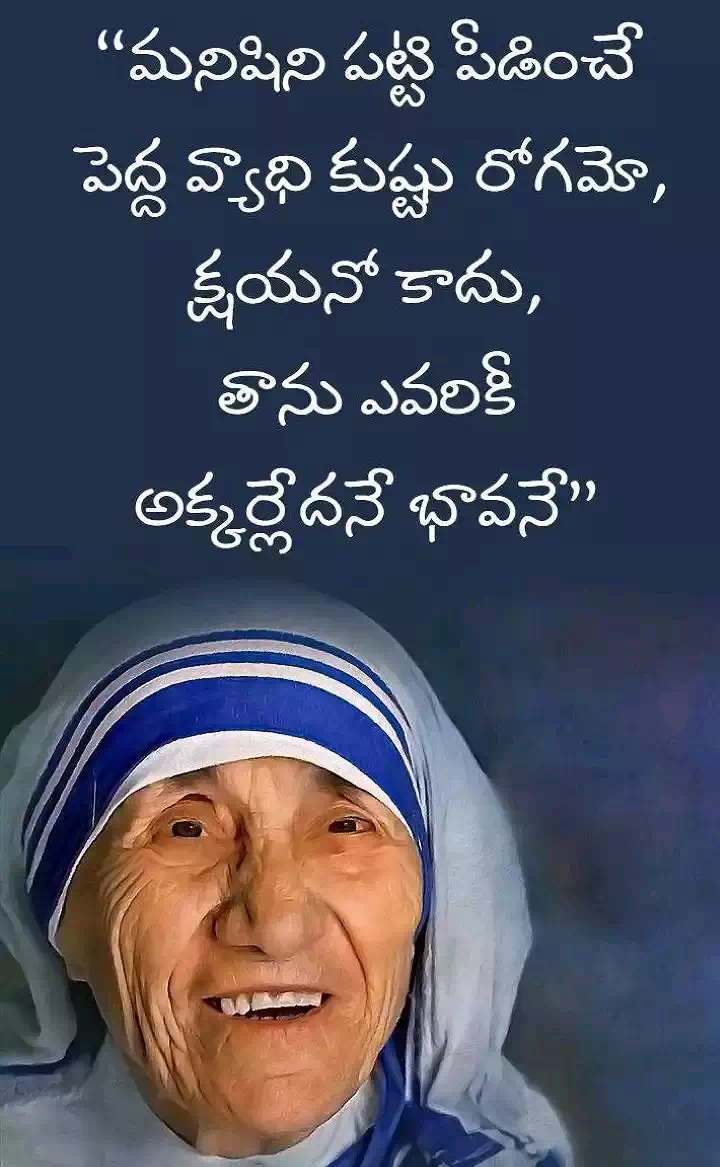 “మనిషిని పట్టి పీడించే
పెద్ద వ్యాధి కుష్టు రోగమో,
క్షయనో కాదు,
తాను ఎవరికీ
అక్కర్లేదనే భావనే”